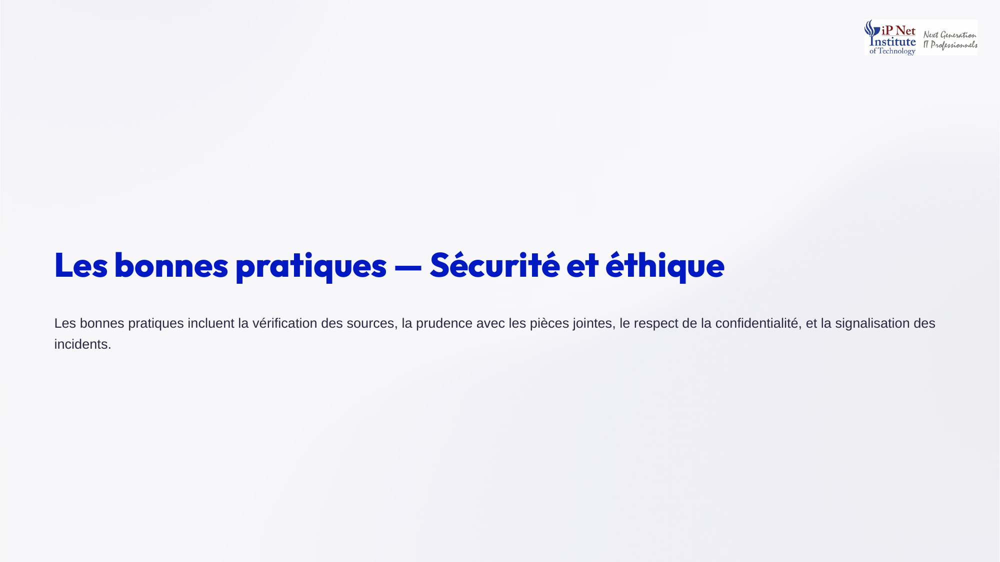 iP Net
Institute
of Technology
Next Generation
IT Professionnels
Les bonnes pratiques — Sécurité et éthique
Les bonnes pratiques incluent la vérification des sources, la prudence avec les pièces jointes, le respect de la confidentialité, et la signalisation des
incidents.